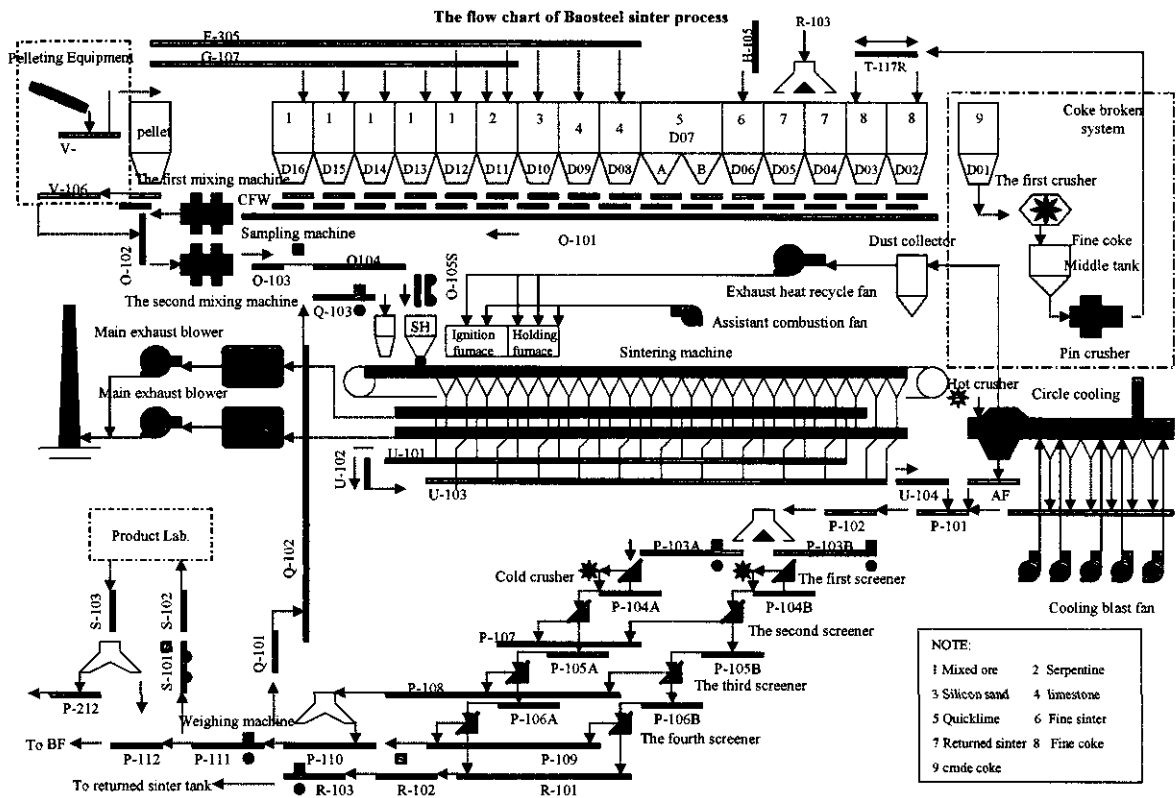 The flow chart of Baosteel sinter process
E-305
G-107
H-105
R-103
T-117R
Pelleting Equipment
pellet
V-
V-106
1 1 1 1 1 2 3 4 4 5 6 7 7 8 8 9
D07
D16 D15 D14 D13 D12 D11 D10 D09 D08 A B D06 D05 D04 D03 D02 D01
Coke broken
system
The first crusher
Fine coke
Middle tank
Pin crusher
The first mixing machine
CFW
Sampling machine
O-101
O-102
O-103
O104
O-105S
The second mixing machine
Q-103
SH
Dust collector
Exhaust heat recycle fan
Assistant combustion fan
Ignition
furnace
Holding
furnace
Main exhaust blower
Main exhaust blower
Sintering machine
Hot crusher
Circle cooling
U-101
U-102
U-103
U-104
AF
P-101
P-102
P-103A
P-103B
Cold crusher
The first screener
P-104A
P-104B
Cooling blast fan
Product Lab.
Q-102
S-103
S-102
S-101
Q-101
P-107
The second screener
P-105A
P-105B
The third screener
P-108
P-106A
P-106B
The fourth screener
P-212
Weighing machine
To BF
P-112
P-111
P-110
P-109
To returned sinter tank
R-103
R-102
R-101
NOTE:
1 Mixed ore 2 Serpentine
3 Silicon sand 4 limestone
5 Quicklime 6 Fine sinter
7 Returned sinter 8 Fine coke
9 crude coke